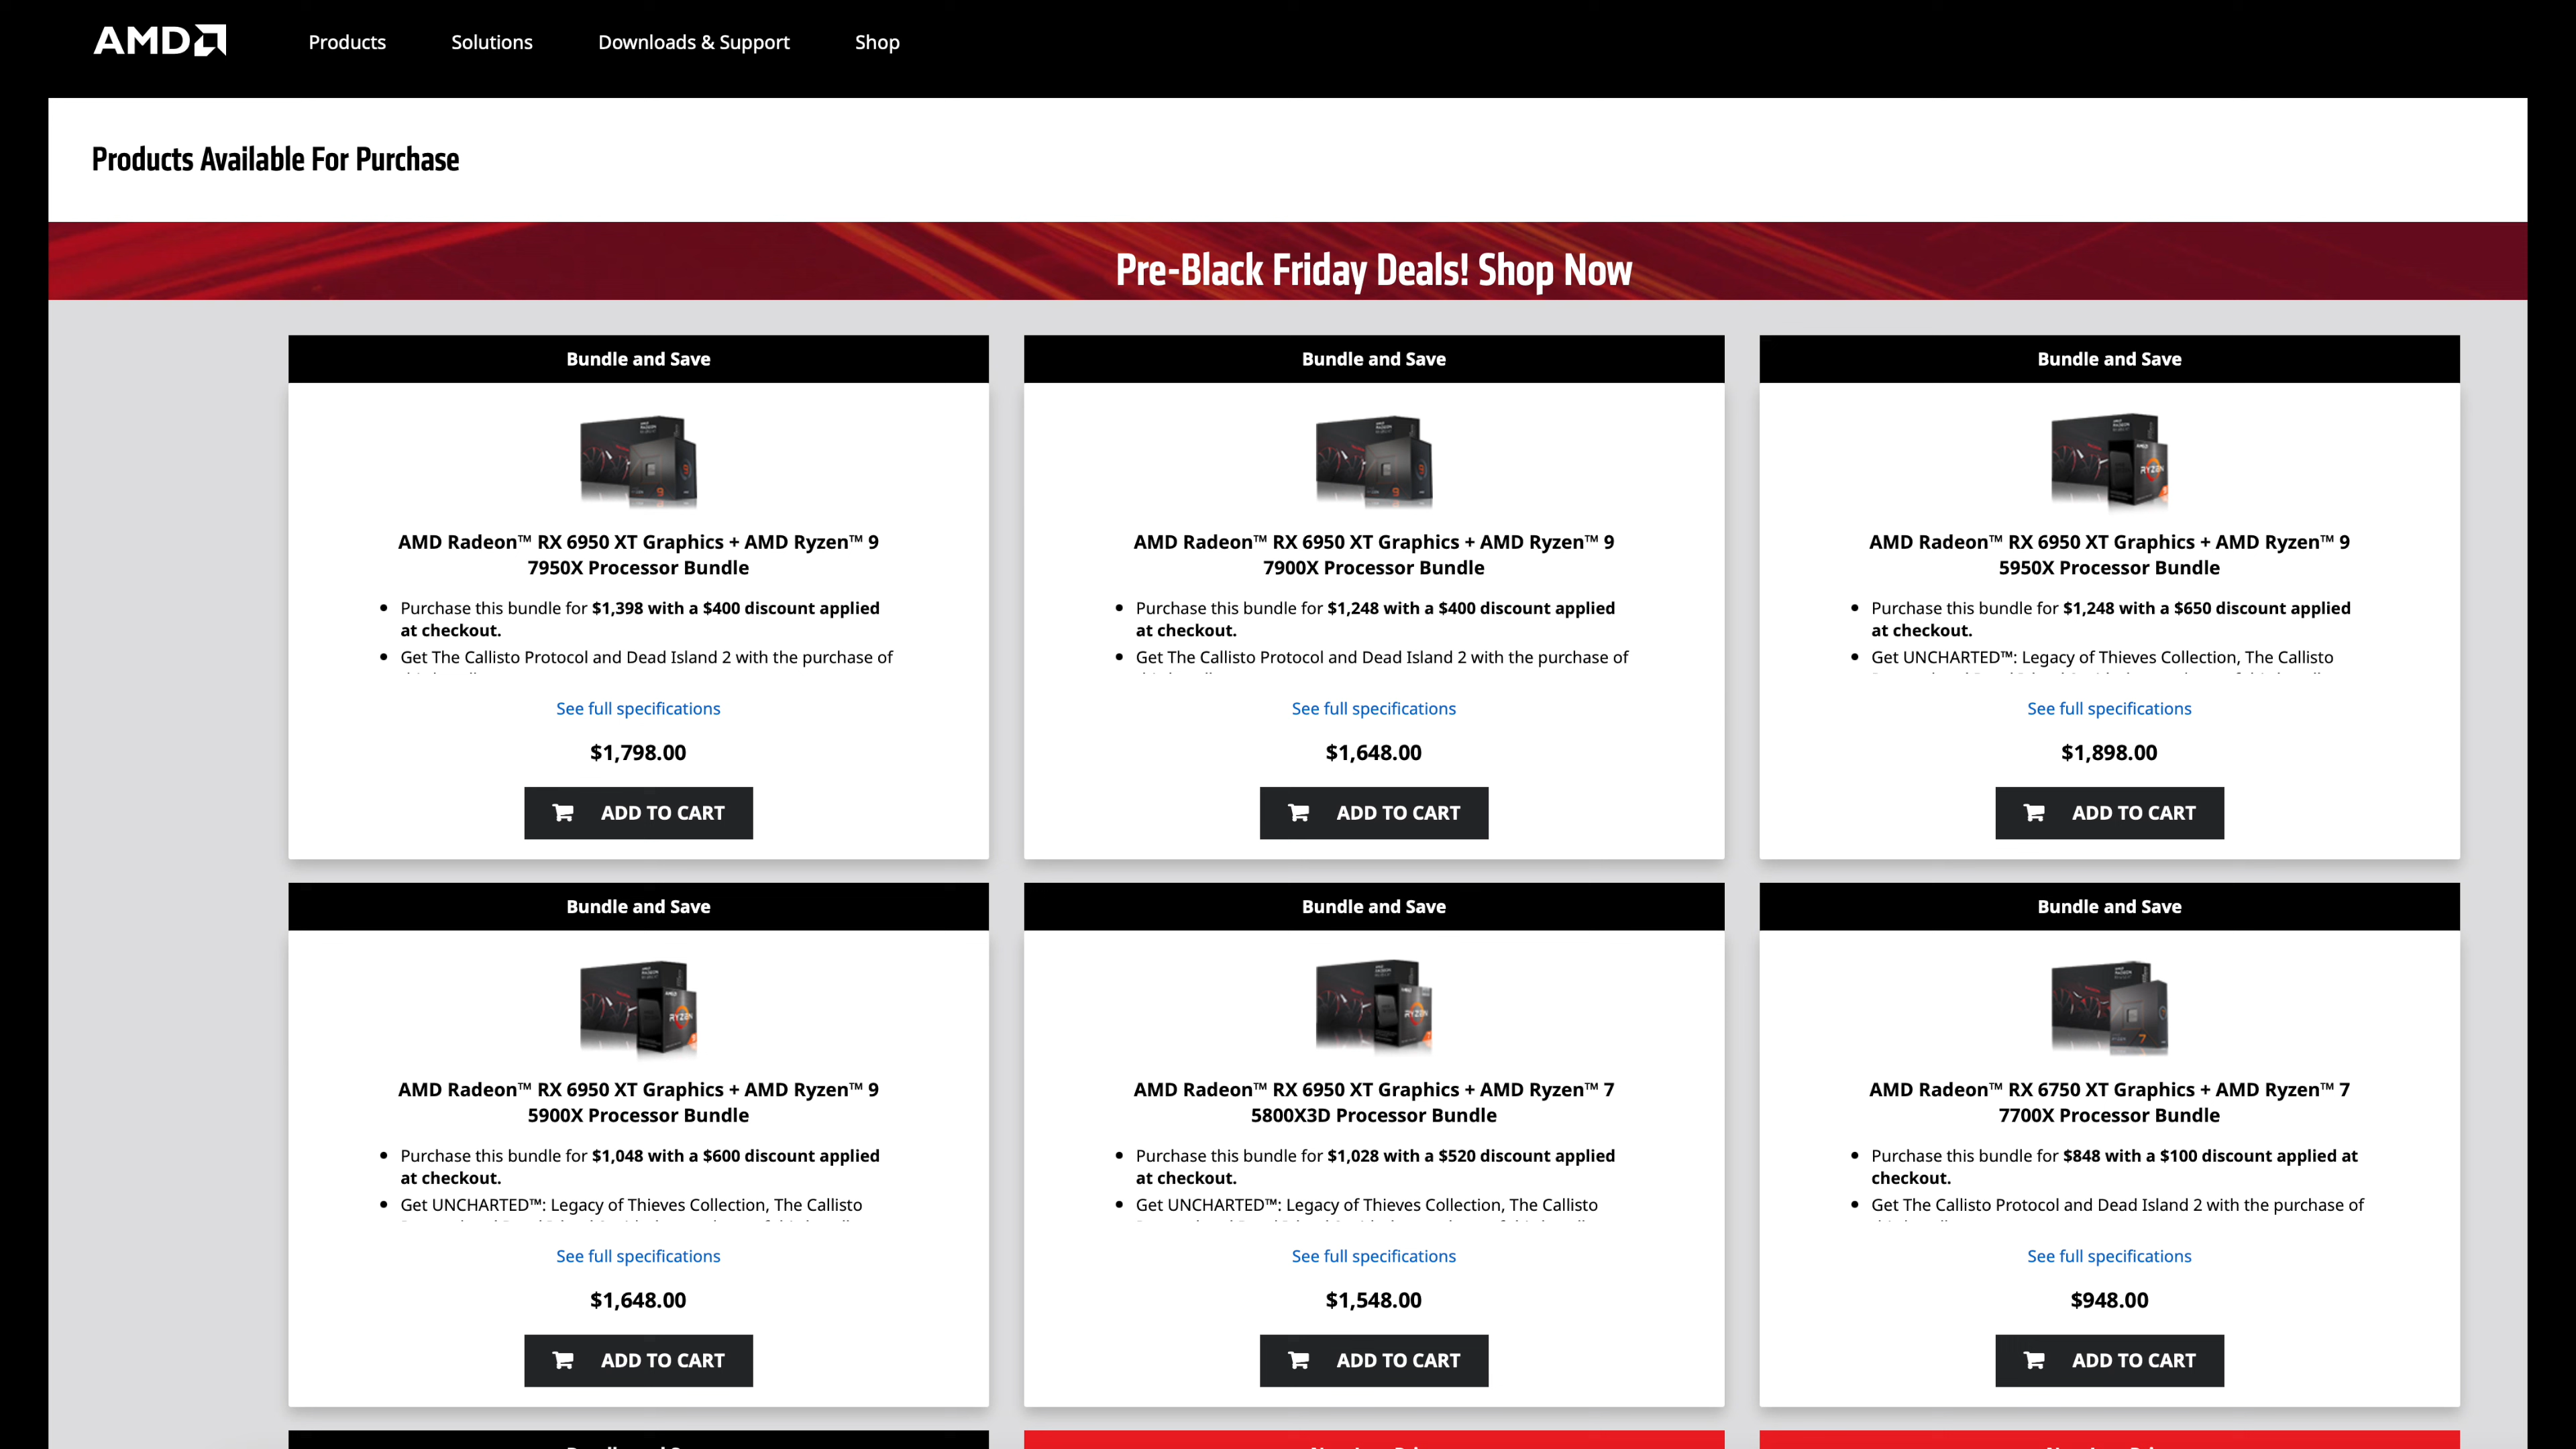 AMD
Products
Solutions
Downloads & Support
Shop
Products Available For Purchase
Pre-Black Friday Deals! Shop Now
Bundle and Save
AMD Radeon™ RX 6950 XT Graphics + AMD Ryzen™ 9
7950X Processor Bundle
Purchase this bundle for $1,398 with a $400 discount applied
at checkout.
Get The Callisto Protocol and Dead Island 2 with the purchase of
See full specifications
$1,798.00
ADD TO CART
Bundle and Save
AMD Radeon™ RX 6950 XT Graphics + AMD Ryzen™ 9
7900X Processor Bundle
Purchase this bundle for $1,248 with a $400 discount applied
at checkout.
Get The Callisto Protocol and Dead Island 2 with the purchase of
See full specifications
$1,648.00
ADD TO CART
Bundle and Save
RYZEN
AMD Radeon™ RX 6950 XT Graphics + AMD Ryzen™ 9
5950X Processor Bundle
Purchase this bundle for $1,248 with a $650 discount applied
at checkout.
Get UNCHARTED™: Legacy of Thieves Collection, The Callisto
See full specifications
$1,898.00
ADD TO CART
Bundle and Save
RYZEN
AMD Radeon™ RX 6950 XT Graphics + AMD Ryzen™ 9
5900X Processor Bundle
Purchase this bundle for $1,048 with a $600 discount applied
at checkout.
Get UNCHARTED™: Legacy of Thieves Collection, The Callisto
See full specifications
$1,648.00
ADD TO CART
Bundle and Save
RYZEN
AMD Radeon™ RX 6950 XT Graphics + AMD Ryzen™ 7
5800X3D Processor Bundle
Purchase this bundle for $1,028 with a $520 discount applied
at checkout.
Get UNCHARTED™: Legacy of Thieves Collection, The Callisto
See full specifications
$1,548.00
ADD TO CART
Bundle and Save
7
AMD Radeon™ RX 6750 XT Graphics + AMD Ryzen™ 7
7700X Processor Bundle
Purchase this bundle for $848 with a $100 discount applied at
checkout.
Get The Callisto Protocol and Dead Island 2 with the purchase of
See full specifications
$948.00
ADD TO CART